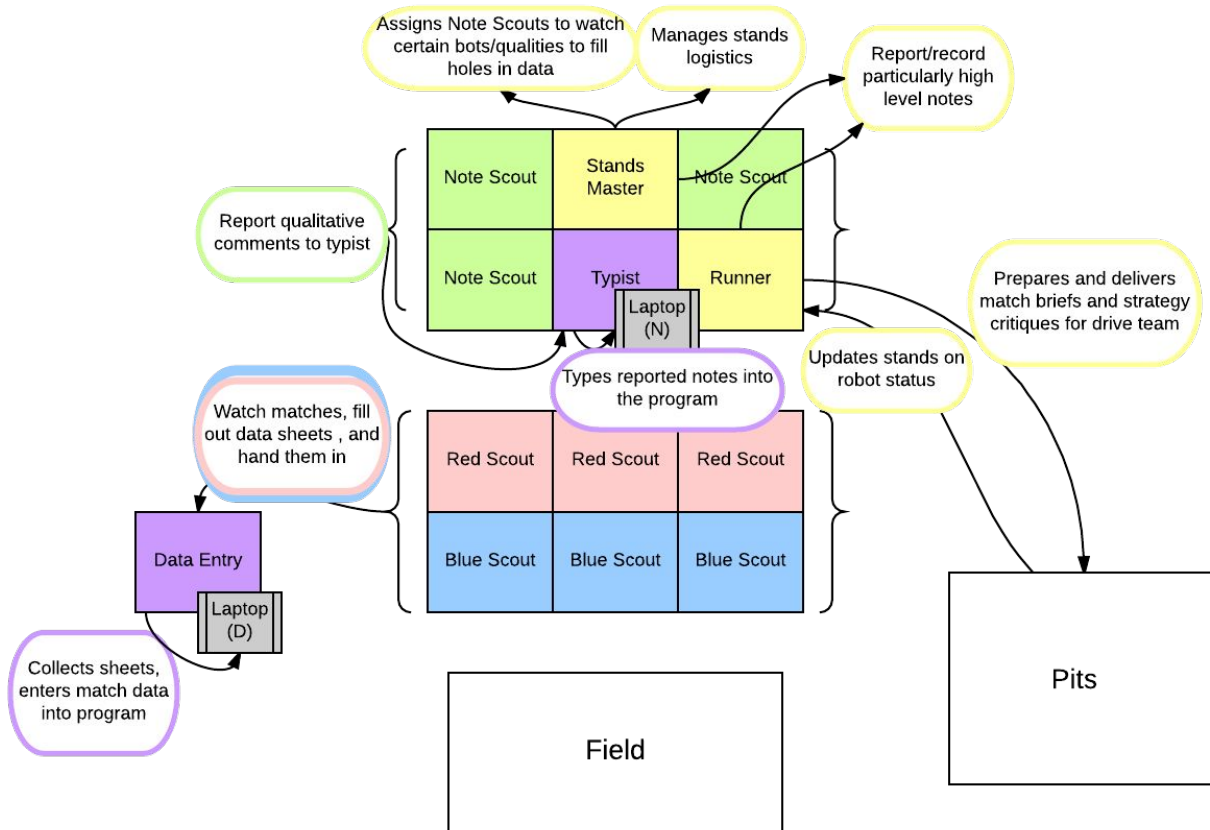 Assigns Note Scouts to watch
certain bots/qualities to fill
holes in data
Manages stands
logistics
Report/record
particularly high
level notes
Note Scout
Stands
Master
Note Scout
Report qualitative
comments to typist
Note Scout
Typist
Runner
Laptop
(N)
Prepares and delivers
match briefs and strategy
critiques for drive team
Updates stands on
robot status
Types reported notes into
the program
Watch matches, fill
out data sheets , and
hand them in
Red Scout
Red Scout
Red Scout
Blue Scout
Blue Scout
Blue Scout
Data Entry
Laptop
(D)
Collects sheets,
enters match data
into program
Field
Pits